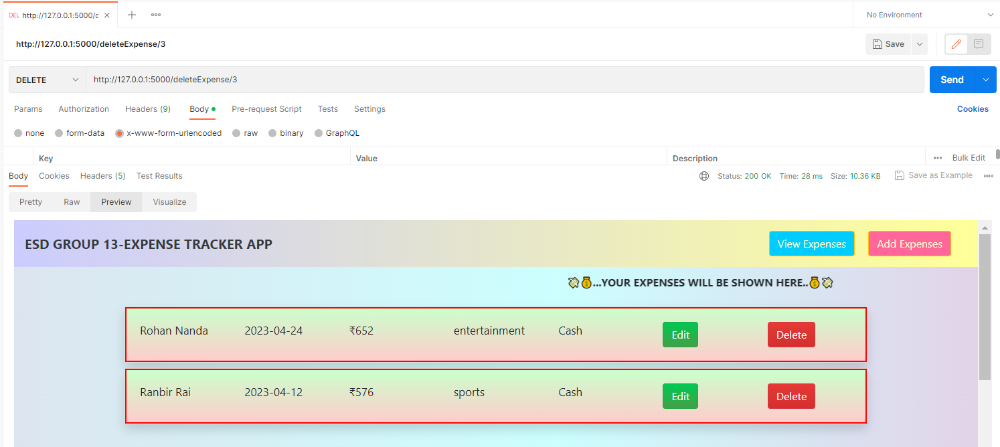 DEL http://127.0.0.1:5000/d
No Environment
http://127.0.0.1:5000/deleteExpense/3
Save
DELETE http://127.0.0.1:5000/deleteExpense/3 Send
Params Authorization Headers (9) Body Pre-request Script Tests Settings Cookies
none form-data x-www-form-urlencoded raw binary GraphQL
Key Value Description Bulk Edit
Body Cookies Headers (5) Test Results Status: 200 OK Time: 28 ms Size: 10.36 KB Save as Example
Pretty Raw Preview Visualize
ESD GROUP 13-EXPENSE TRACKER APP View Expenses Add Expenses
💸💰...YOUR EXPENSES WILL BE SHOWN HERE..💰💸
Rohan Nanda 2023-04-24 ₹652 entertainment Cash Edit Delete
Ranbir Rai 2023-04-12 ₹576 sports Cash Edit Delete